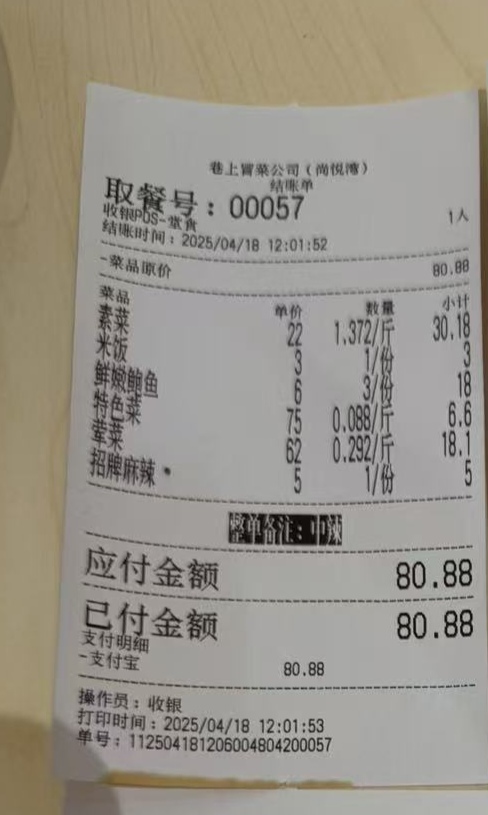 巷上冒菜公司（尚悦湾）
结账单
取餐号：00057
收银POS-堂食 1人
结账时间：2025/04/18 12:01:52
-菜品原价 80.88
菜品 单价 数量 小计
素菜 22 1.372/斤 30.18
米饭 3 1/份 3
鲜嫩鲍鱼 6 3/份 18
特色菜 75 0.088/斤 6.6
荤菜 62 0.292/斤 18.1
招牌麻辣 5 1/份 5
整单备注：中辣
应付金额 80.88
已付金额 80.88
支付明细
-支付宝 80.88
操作员：收银
打印时间：2025/04/18 12:01:53
单号：112504181206004804200057